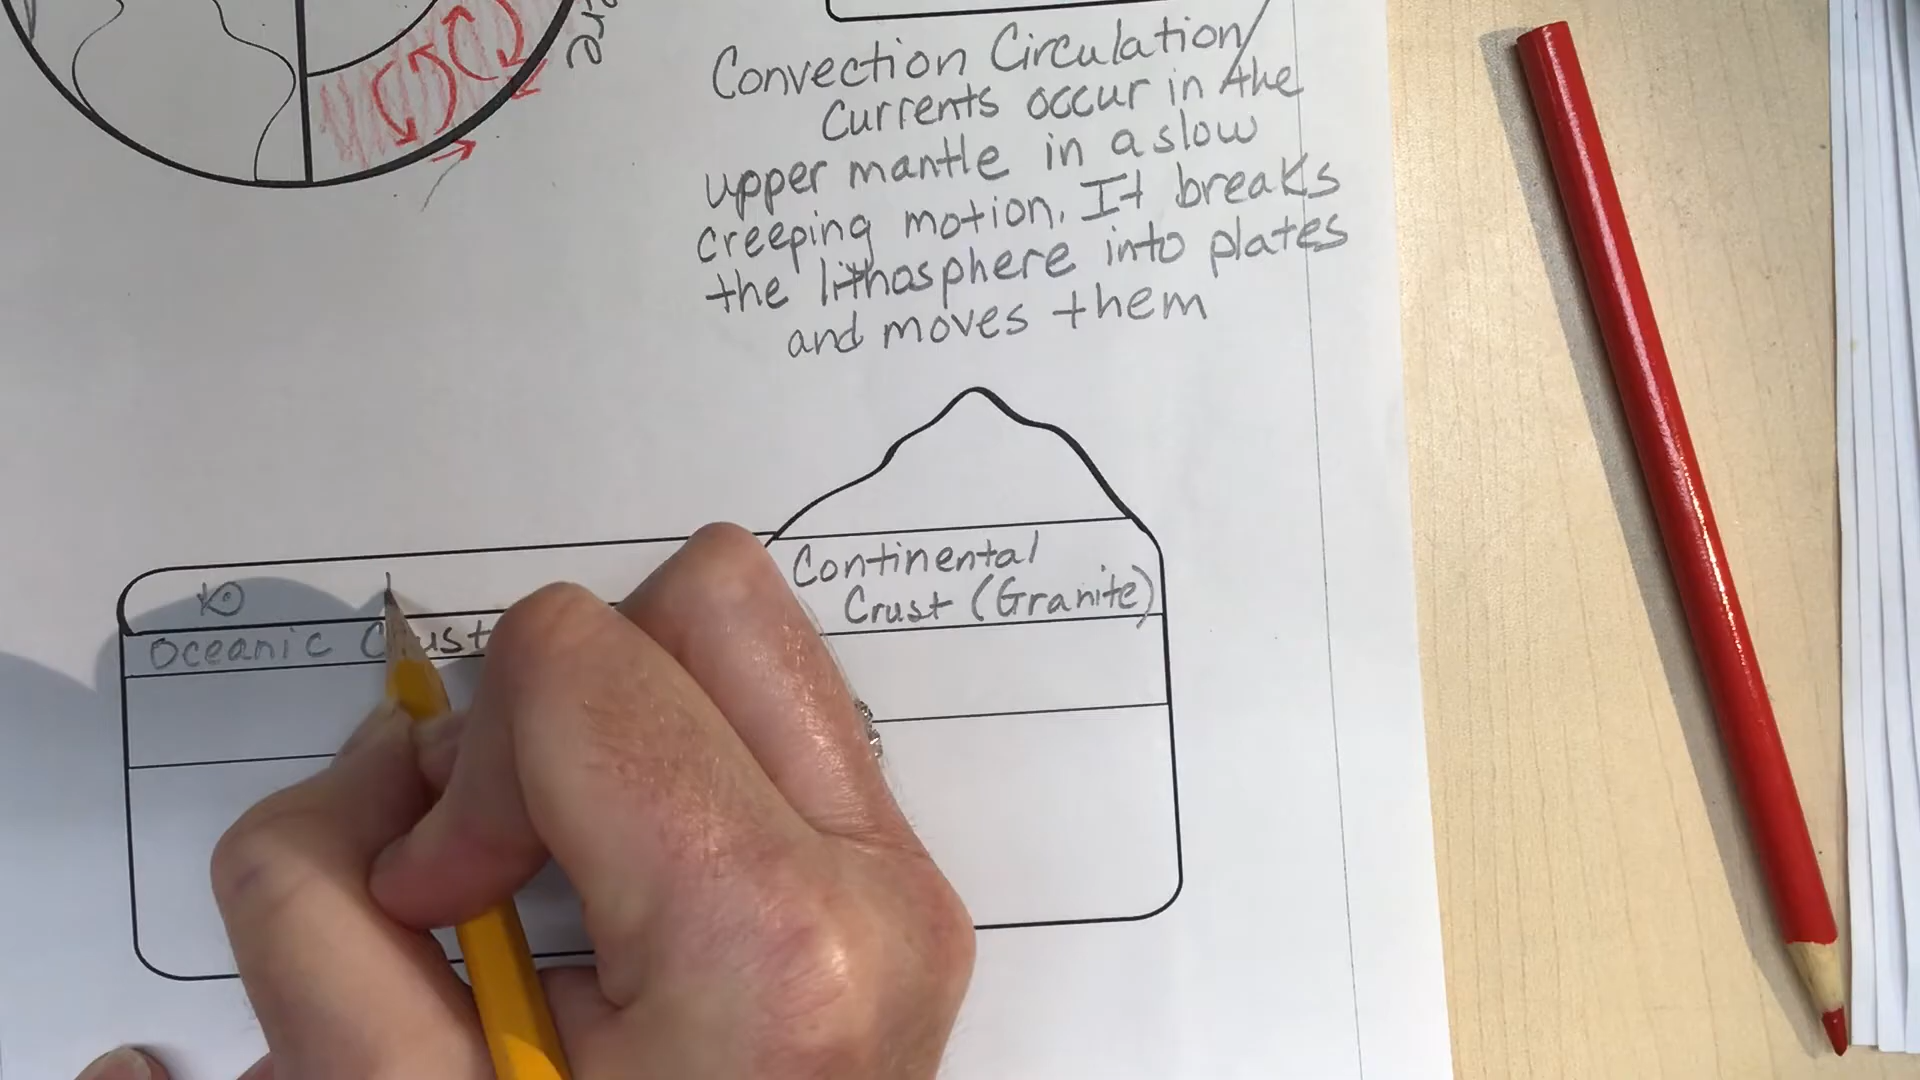 Convection Circulation/
Currents occur in the
upper mantle in a slow
creeping motion. It breaks
the lithosphere into plates
and moves them
Continental
Crust (Granite)
Oceanic Crust